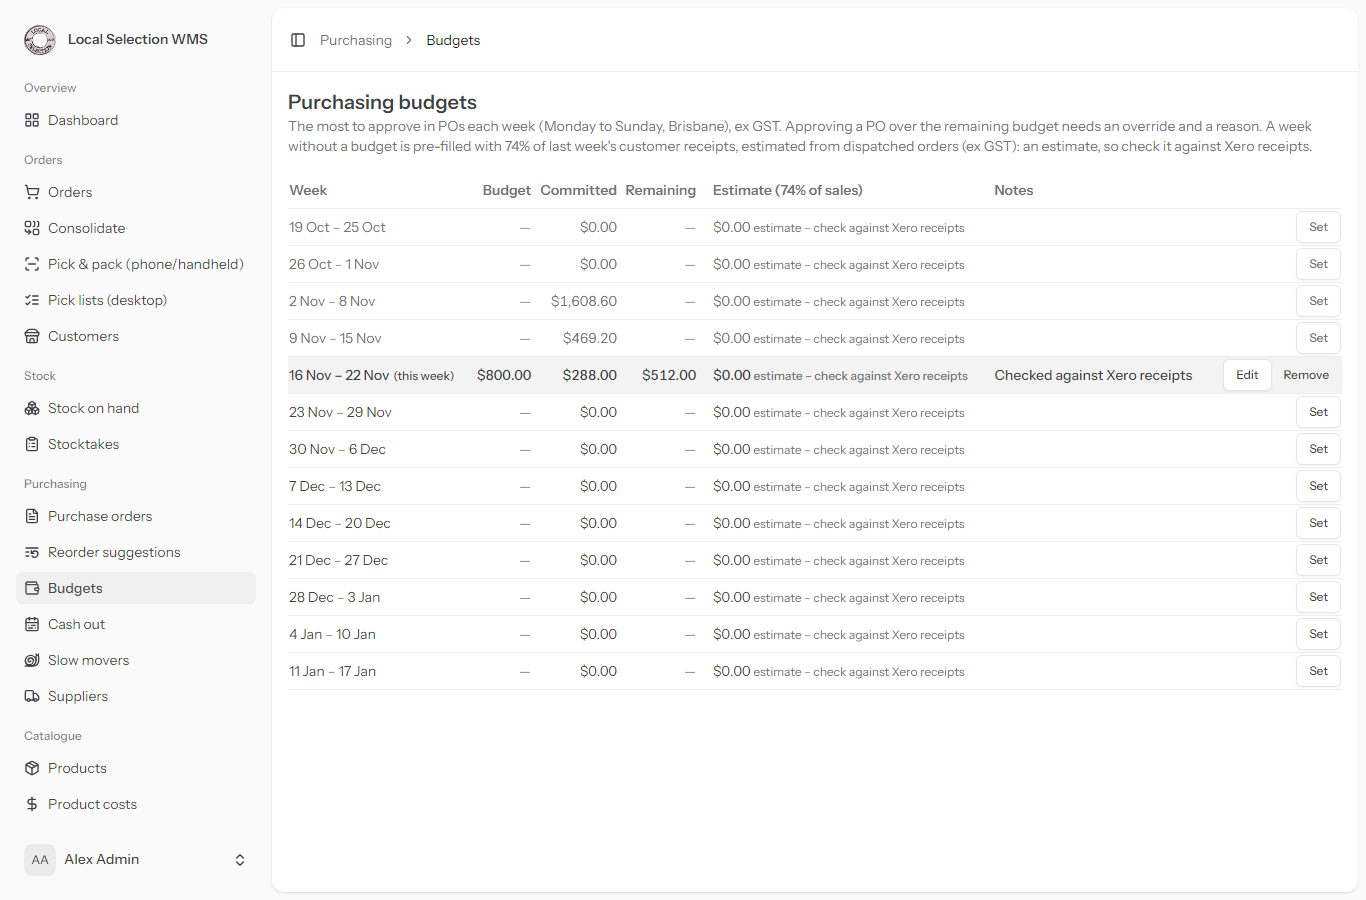 Local Selection WMS
Overview
Dashboard
Orders
Orders
Consolidate
Pick & pack (phone/handheld)
Pick lists (desktop)
Customers
Stock
Stock on hand
Stocktakes
Purchasing
Purchase orders
Reorder suggestions
Budgets
Cash out
Slow movers
Suppliers
Catalogue
Products
Product costs
AA Alex Admin
Purchasing > Budgets
Purchasing budgets
The most to approve in POs each week (Monday to Sunday, Brisbane), ex GST. Approving a PO over the remaining budget needs an override and a reason. A week
without a budget is pre-filled with 74% of last week's customer receipts, estimated from dispatched orders (ex GST): an estimate, so check it against Xero receipts.
Week Budget Committed Remaining Estimate (74% of sales) Notes
19 Oct – 25 Oct — $0.00 — $0.00 estimate – check against Xero receipts Set
26 Oct – 1 Nov — $0.00 — $0.00 estimate – check against Xero receipts Set
2 Nov – 8 Nov — $1,608.60 — $0.00 estimate – check against Xero receipts Set
9 Nov – 15 Nov — $469.20 — $0.00 estimate – check against Xero receipts Set
16 Nov – 22 Nov (this week) $800.00 $288.00 $512.00 $0.00 estimate – check against Xero receipts Checked against Xero receipts Edit Remove
23 Nov – 29 Nov — $0.00 — $0.00 estimate – check against Xero receipts Set
30 Nov – 6 Dec — $0.00 — $0.00 estimate – check against Xero receipts Set
7 Dec – 13 Dec — $0.00 — $0.00 estimate – check against Xero receipts Set
14 Dec – 20 Dec — $0.00 — $0.00 estimate – check against Xero receipts Set
21 Dec – 27 Dec — $0.00 — $0.00 estimate – check against Xero receipts Set
28 Dec – 3 Jan — $0.00 — $0.00 estimate – check against Xero receipts Set
4 Jan – 10 Jan — $0.00 — $0.00 estimate – check against Xero receipts Set
11 Jan – 17 Jan — $0.00 — $0.00 estimate – check against Xero receipts Set